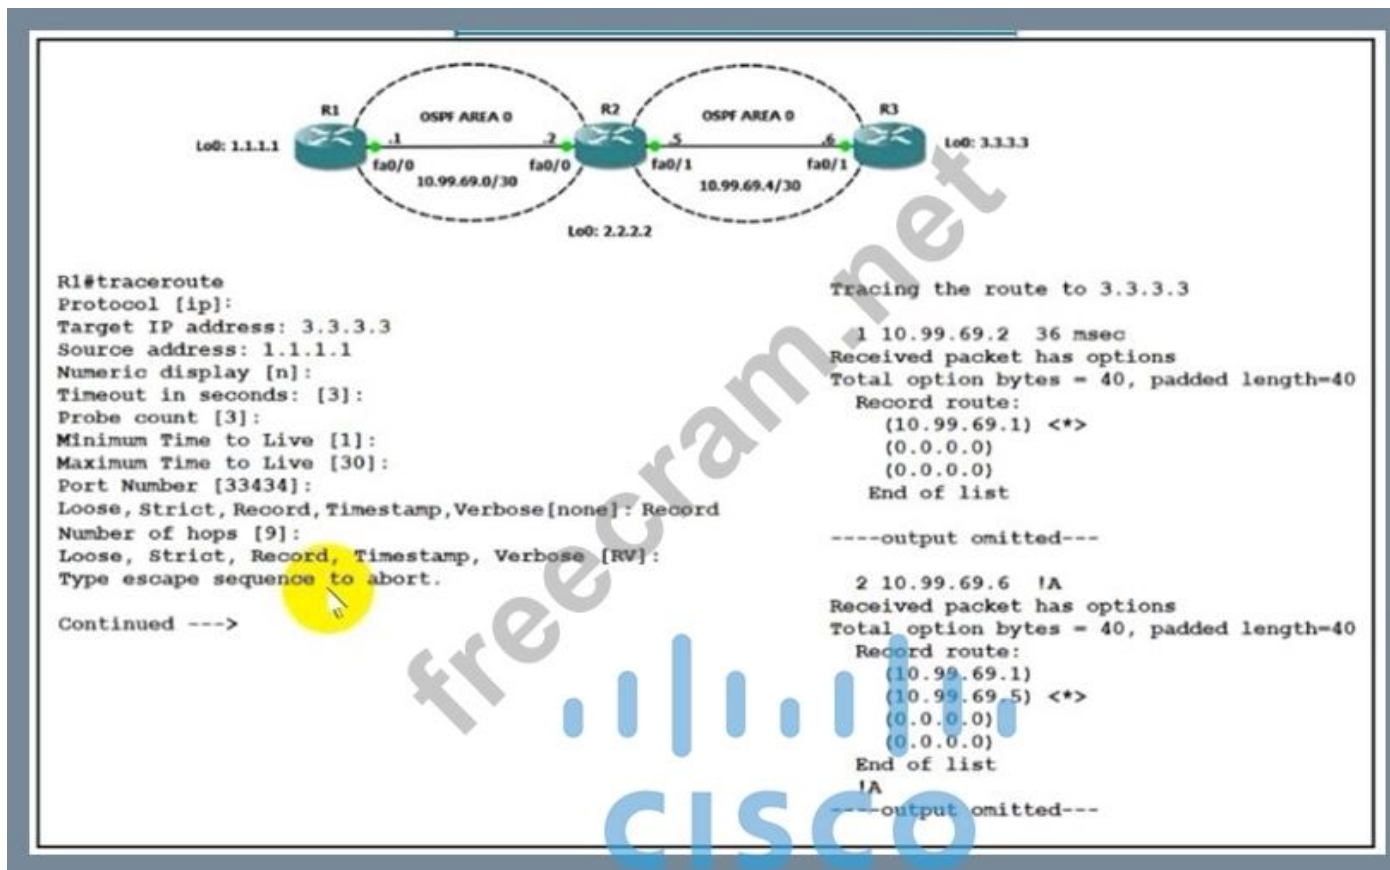 R1
R2
R3
OSPF AREA 0
OSPF AREA 0
Lo0: 1.1.1.1
.1
.2
.5
.6
Lo0: 3.3.3.3
fa0/0
fa0/0
fa0/1
fa0/1
10.99.69.0/30
10.99.69.4/30
Lo0: 2.2.2.2
R1#traceroute
Protocol [ip]:
Target IP address: 3.3.3.3
Source address: 1.1.1.1
Numeric display [n]:
Timeout in seconds: [3]:
Probe count [3]:
Minimum Time to Live [1]:
Maximum Time to Live [30]:
Port Number [33434]:
Loose,Strict,Record,Timestamp,Verbose[none]: Record
Number of hops [9]:
Loose, Strict, Record, Timestamp, Verbose [RV]:
Type escape sequence to abort.
Continued --->
Tracing the route to 3.3.3.3
1 10.99.69.2 36 msec
Received packet has options
Total option bytes = 40, padded length=40
Record route:
(10.99.69.1) <*>
(0.0.0.0)
(0.0.0.0)
End of list
----output omitted---
2 10.99.69.6 !A
Received packet has options
Total option bytes = 40, padded length=40
Record route:
(10.99.69.1)
(10.99.69.5) <*>
(0.0.0.0)
(0.0.0.0)
End of list
!A
----output omitted---
freecram.net
CISCO